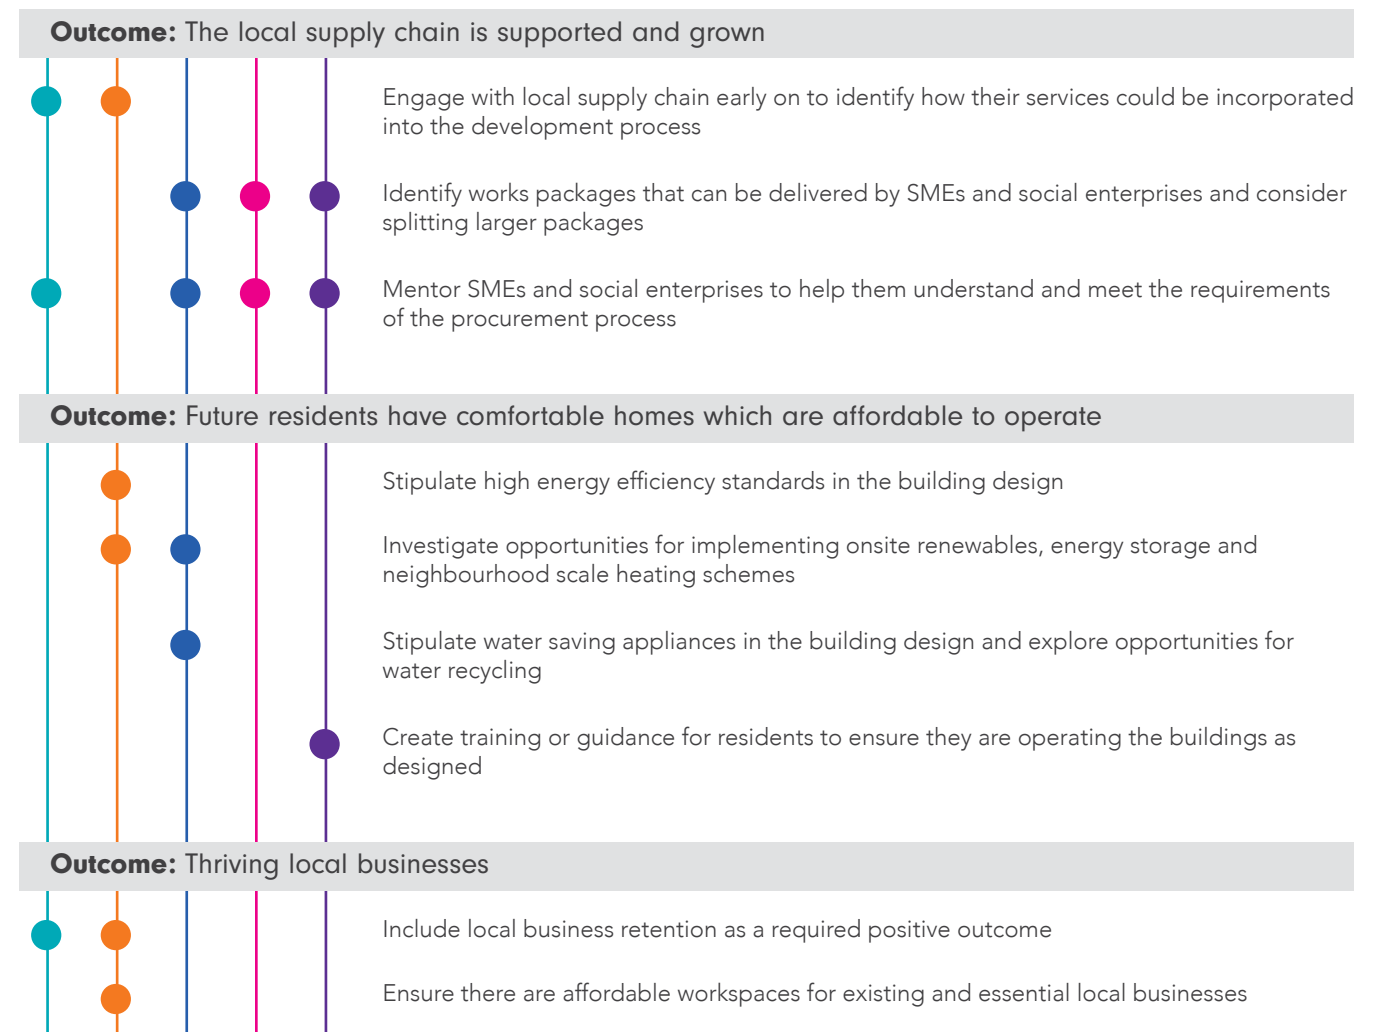 Outcome: The local supply chain is supported and grown
Engage with local supply chain early on to identify how their services could be incorporated
into the development process
Identify works packages that can be delivered by SMEs and social enterprises and consider
splitting larger packages
Mentor SMEs and social enterprises to help them understand and meet the requirements
of the procurement process
Outcome: Future residents have comfortable homes which are affordable to operate
Stipulate high energy efficiency standards in the building design
Investigate opportunities for implementing onsite renewables, energy storage and
neighbourhood scale heating schemes
Stipulate water saving appliances in the building design and explore opportunities for
water recycling
Create training or guidance for residents to ensure they are operating the buildings as
designed
Outcome: Thriving local businesses
Include local business retention as a required positive outcome
Ensure there are affordable workspaces for existing and essential local businesses